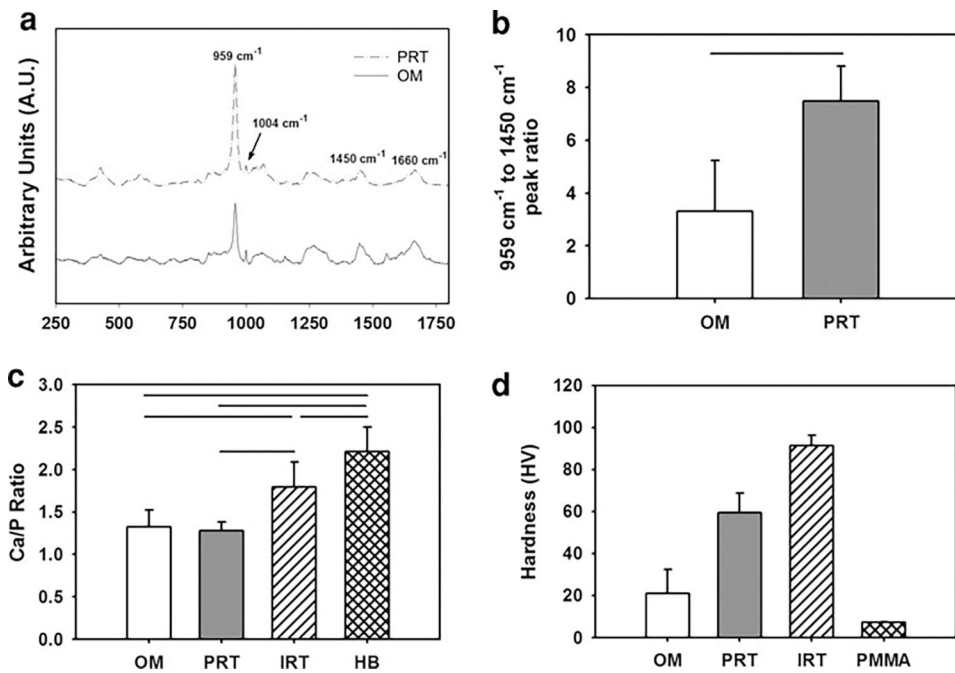 a
959 cm⁻¹
PRT
OM
1004 cm⁻¹
1450 cm⁻¹
1660 cm⁻¹
Arbitrary Units (A.U.)
250 500 750 1000 1250 1500 1750
b
959 cm⁻¹ to 1450 cm⁻¹
peak ratio
10
8
6
4
2
0
OM PRT
c
Ca/P Ratio
3.0
2.5
2.0
1.5
1.0
0.5
0.0
OM PRT IRT HB
d
Hardness (HV)
120
100
80
60
40
20
0
OM PRT IRT PMMA